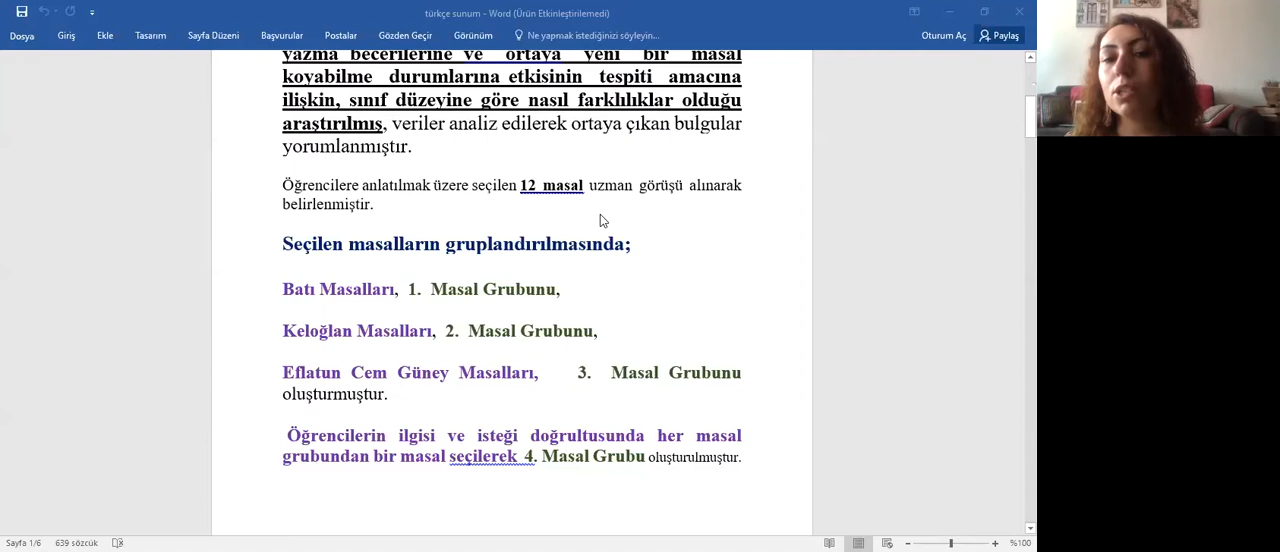 türkçe sunum - Word (Ürün Etkinleştirilemedi)
Dosya Giriş Ekle Tasarım Sayfa Düzeni Başvurular Postalar Gözden Geçir Görünüm Ne yapmak istediğinizi söyleyin... Oturum Aç Paylaş
yazma becerilerine ve ortaya yeni bir masal
koyabilme durumlarına etkisinin tespiti amacına
ilişkin, sınıf düzeyine göre nasıl farklılıklar olduğu
araştırılmış, veriler analiz edilerek ortaya çıkan bulgular
yorumlanmıştır.
Öğrencilere anlatılmak üzere seçilen 12 masal uzman görüşü alınarak
belirlenmiştir.
Seçilen masalların gruplandırılmasında;
Batı Masalları, 1. Masal Grubunu,
Keloğlan Masalları, 2. Masal Grubunu,
Eflatun Cem Güney Masalları, 3. Masal Grubunu
oluşturmuştur.
Öğrencilerin ilgisi ve isteği doğrultusunda her masal
grubundan bir masal seçilerek 4. Masal Grubu oluşturulmuştur.
Sayfa 1/6 639 sözcük %100